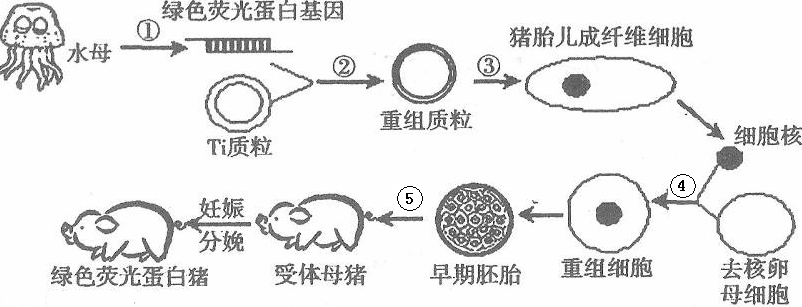 绿色荧光蛋白基因
①
水母
②
③
猪胎儿成纤维细胞
Ti质粒
重组质粒
细胞核
④
⑤
妊娠
分娩
绿色荧光蛋白猪
受体母猪
早期胚胎
重组细胞
去核卵
母细胞